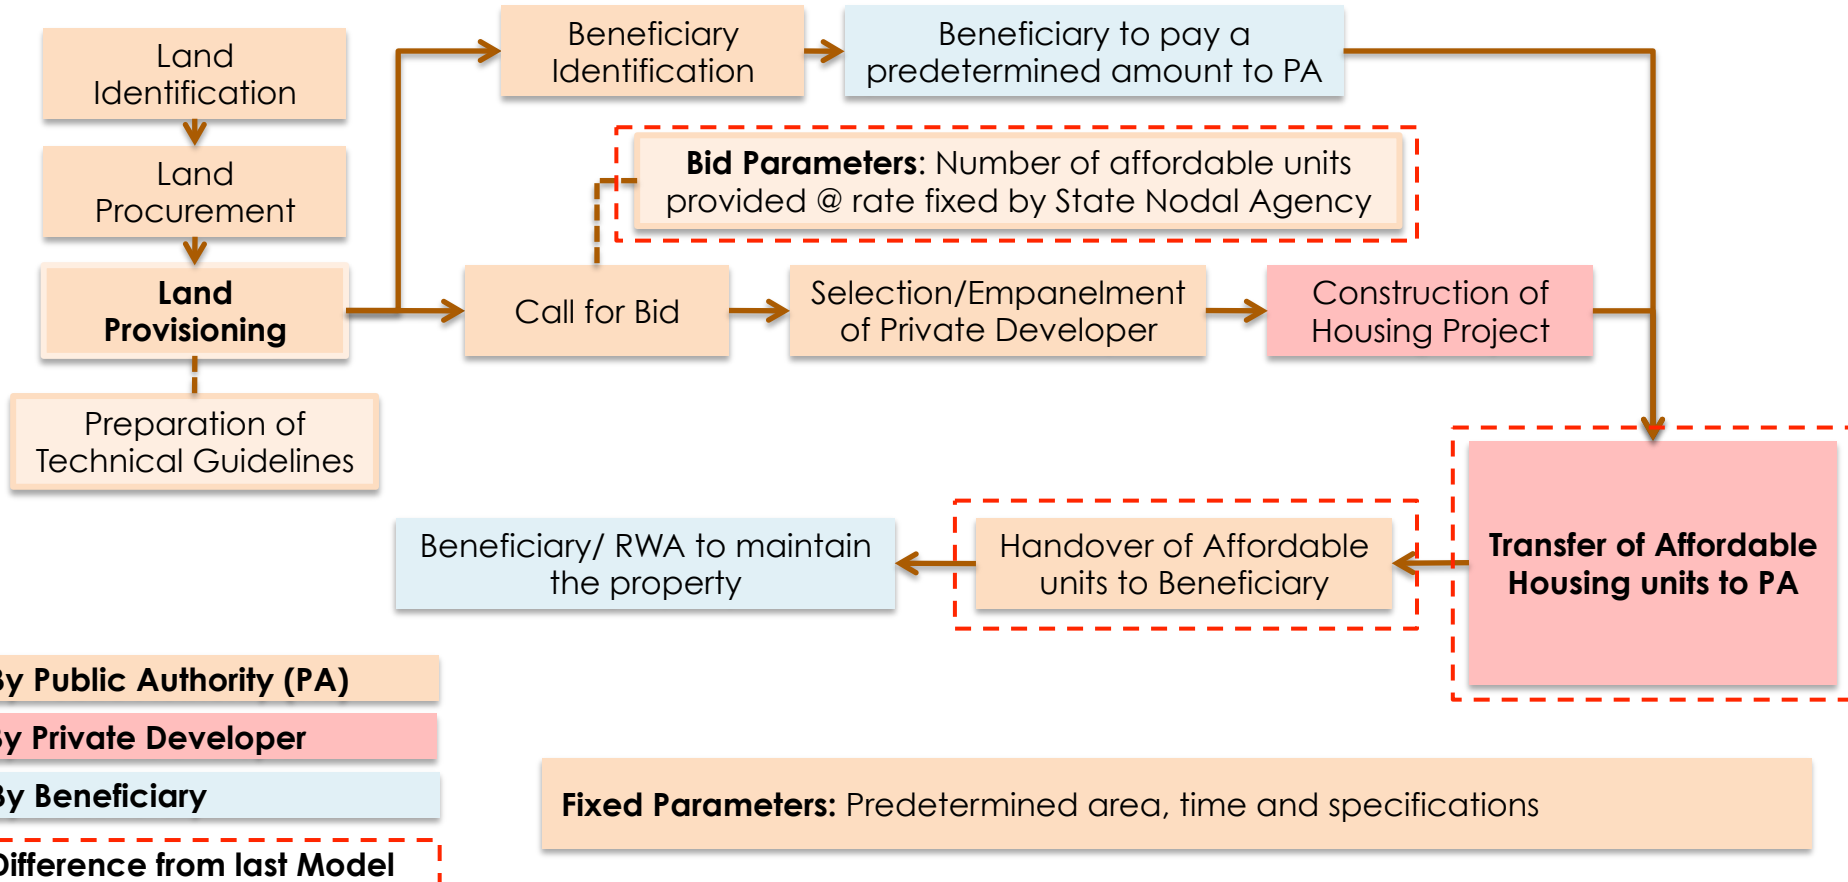 Land
Identification
Land
Procurement
Land
Provisioning
Preparation of
Technical Guidelines
Beneficiary
Identification
Beneficiary to pay a
predetermined amount to PA
Bid Parameters: Number of affordable units
provided @ rate fixed by State Nodal Agency
Call for Bid
Selection/Empanelment
of Private Developer
Construction of
Housing Project
Transfer of Affordable
Housing units to PA
Handover of Affordable
units to Beneficiary
Beneficiary/ RWA to maintain
the property
By Public Authority (PA)
By Private Developer
By Beneficiary
Difference from last Model
Fixed Parameters: Predetermined area, time and specifications